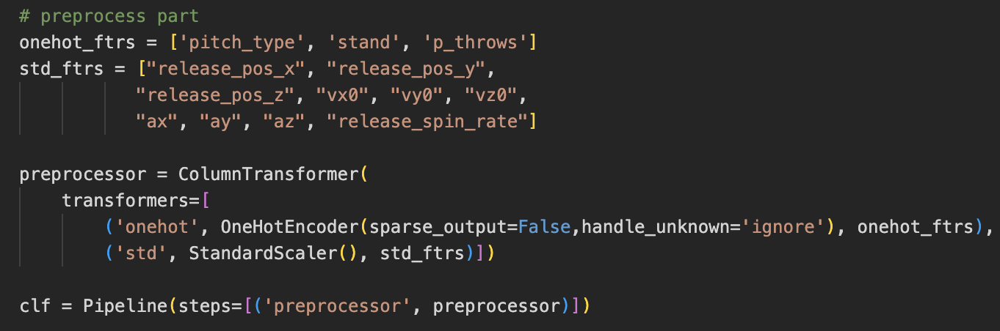 # preprocess part
onehot_ftrs = ['pitch_type', 'stand', 'p_throws']
std_ftrs = ["release_pos_x", "release_pos_y",
"release_pos_z", "vx0", "vy0", "vz0",
"ax", "ay", "az", "release_spin_rate"]
preprocessor = ColumnTransformer(
transformers=[
('onehot', OneHotEncoder(sparse_output=False,handle_unknown='ignore'), onehot_ftrs),
('std', StandardScaler(), std_ftrs)])
clf = Pipeline(steps=[('preprocessor', preprocessor)])